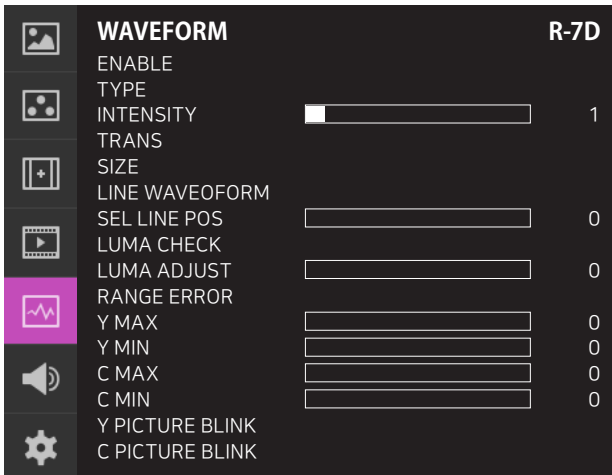 WAVEFORM R-7D
ENABLE
TYPE
INTENSITY 1
TRANS
SIZE
LINE WAVEOFORM
SEL LINE POS 0
LUMA CHECK
LUMA ADJUST 0
RANGE ERROR
Y MAX 0
Y MIN 0
C MAX 0
C MIN 0
Y PICTURE BLINK
C PICTURE BLINK